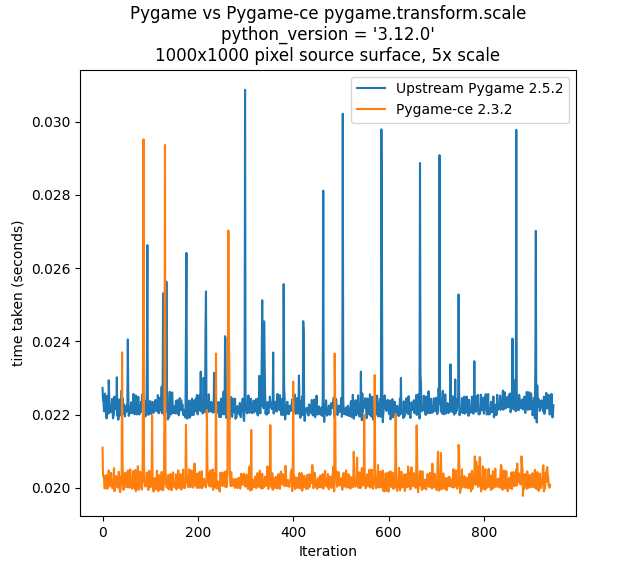 Pygame vs Pygame-ce pygame.transform.scale
python_version = '3.12.0'
1000x1000 pixel source surface, 5x scale
Upstream Pygame 2.5.2
Pygame-ce 2.3.2
0.030
0.028
0.026
0.024
0.022
0.020
time taken (seconds)
0 200 400 600 800
Iteration